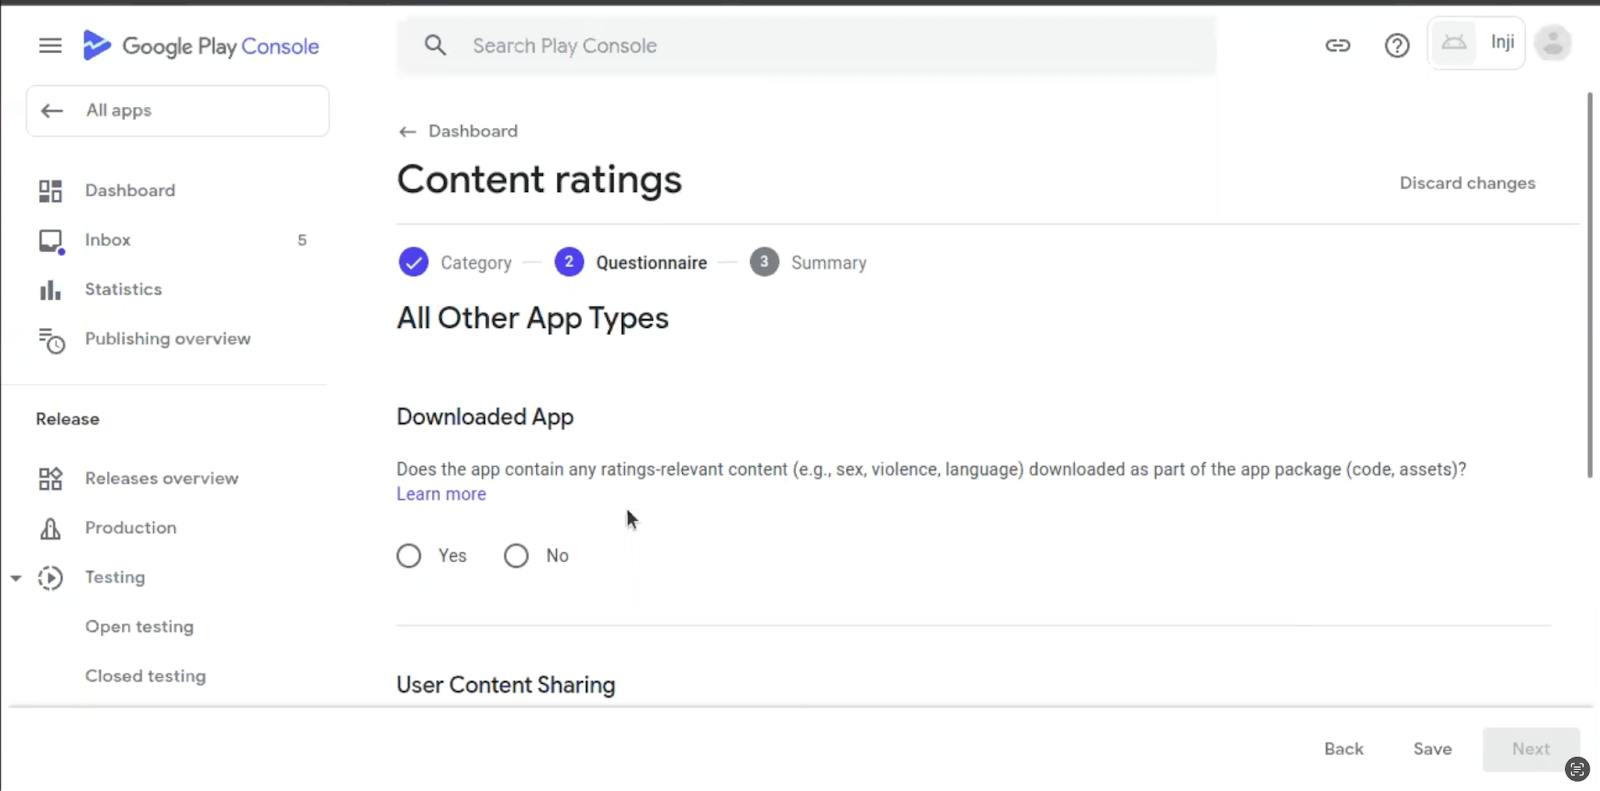 Google Play Console
Search Play Console
Inji
All apps
Dashboard
Inbox 5
Statistics
Publishing overview
Release
Releases overview
Production
Testing
Open testing
Closed testing
Dashboard
Content ratings
Discard changes
Category
2 Questionnaire
3 Summary
All Other App Types
Downloaded App
Does the app contain any ratings-relevant content (e.g., sex, violence, language) downloaded as part of the app package (code, assets)?
Learn more
Yes No
User Content Sharing
Back Save Next